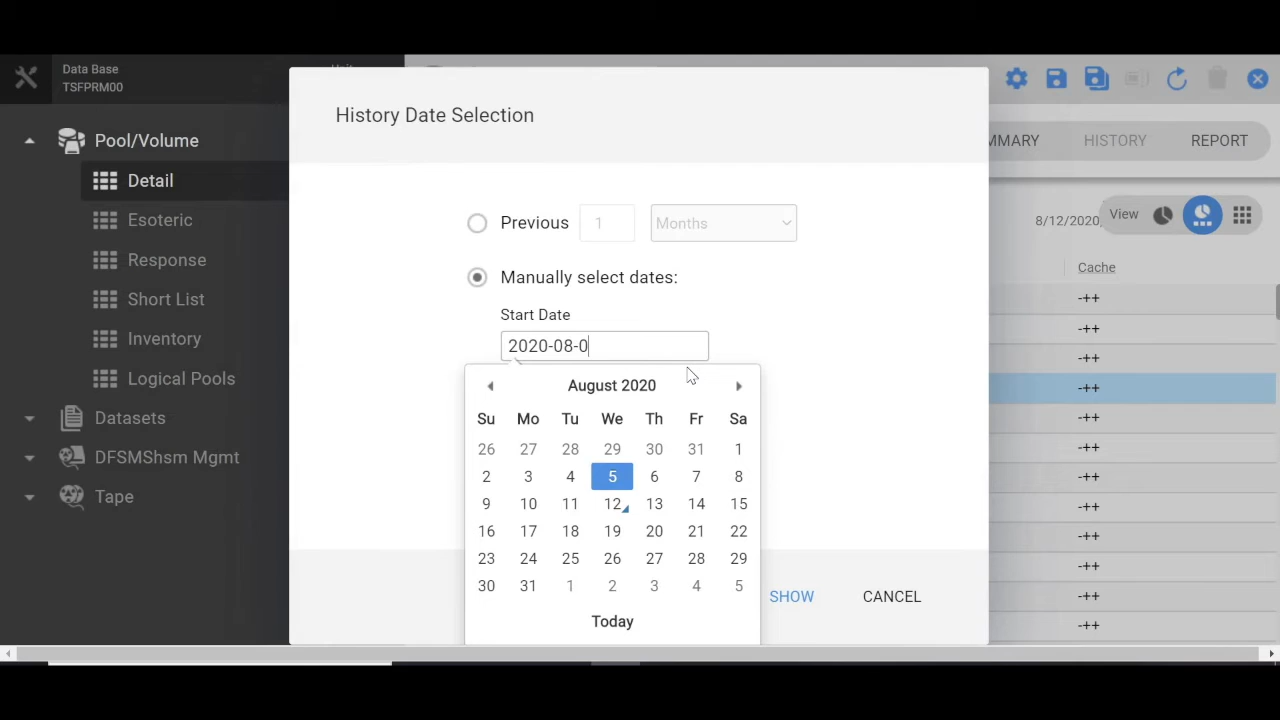 Data Base
TSFPRM00
Pool/Volume
Detail
Esoteric
Response
Short List
Inventory
Logical Pools
Datasets
DFSMShsm Mgmt
Tape
History Date Selection
Previous 1 Months
Manually select dates:
Start Date
2020-08-0
August 2020
Su Mo Tu We Th Fr Sa
26 27 28 29 30 31 1
2 3 4 5 6 7 8
9 10 11 12 13 14 15
16 17 18 19 20 21 22
23 24 25 26 27 28 29
30 31 1 2 3 4 5
Today
SHOW CANCEL
MMARY HISTORY REPORT
8/12/2020 View
Cache
-++
-++
-++
-++
-++
-++
-++
-++
-++
-++
-++
-++